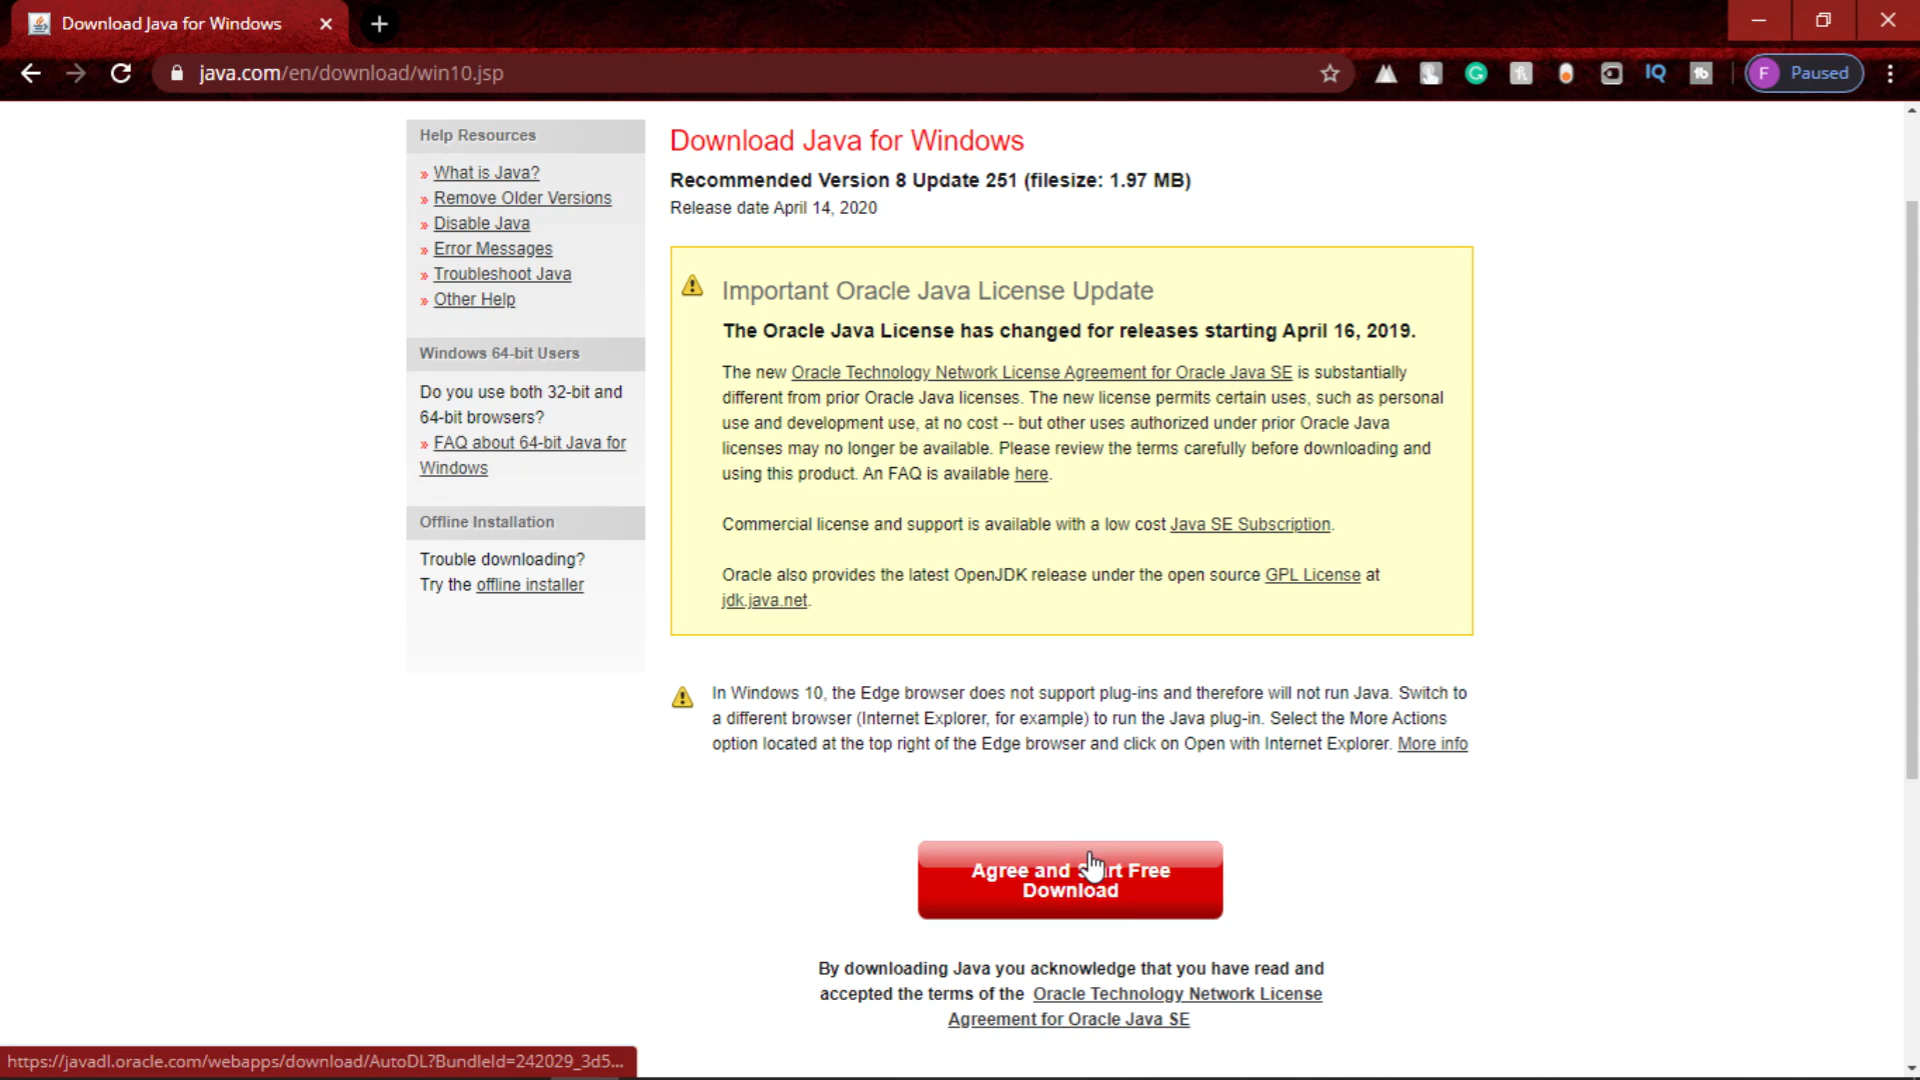 Download Java for Windows
java.com/en/download/win10.jsp
IQ
tb
F
Paused
Help Resources
» What is Java?
» Remove Older Versions
» Disable Java
» Error Messages
» Troubleshoot Java
» Other Help
Windows 64-bit Users
Do you use both 32-bit and
64-bit browsers?
» FAQ about 64-bit Java for
Windows
Offline Installation
Trouble downloading?
Try the offline installer
Download Java for Windows
Recommended Version 8 Update 251 (filesize: 1.97 MB)
Release date April 14, 2020
Important Oracle Java License Update
The Oracle Java License has changed for releases starting April 16, 2019.
The new Oracle Technology Network License Agreement for Oracle Java SE is substantially
different from prior Oracle Java licenses. The new license permits certain uses, such as personal
use and development use, at no cost -- but other uses authorized under prior Oracle Java
licenses may no longer be available. Please review the terms carefully before downloading and
using this product. An FAQ is available here.
Commercial license and support is available with a low cost Java SE Subscription.
Oracle also provides the latest OpenJDK release under the open source GPL License at
jdk.java.net.
In Windows 10, the Edge browser does not support plug-ins and therefore will not run Java. Switch to
a different browser (Internet Explorer, for example) to run the Java plug-in. Select the More Actions
option located at the top right of the Edge browser and click on Open with Internet Explorer. More info
Agree and Start Free
Download
By downloading Java you acknowledge that you have read and
accepted the terms of the Oracle Technology Network License
Agreement for Oracle Java SE
https://javadl.oracle.com/webapps/download/AutoDL?BundleId=242029_3d5...